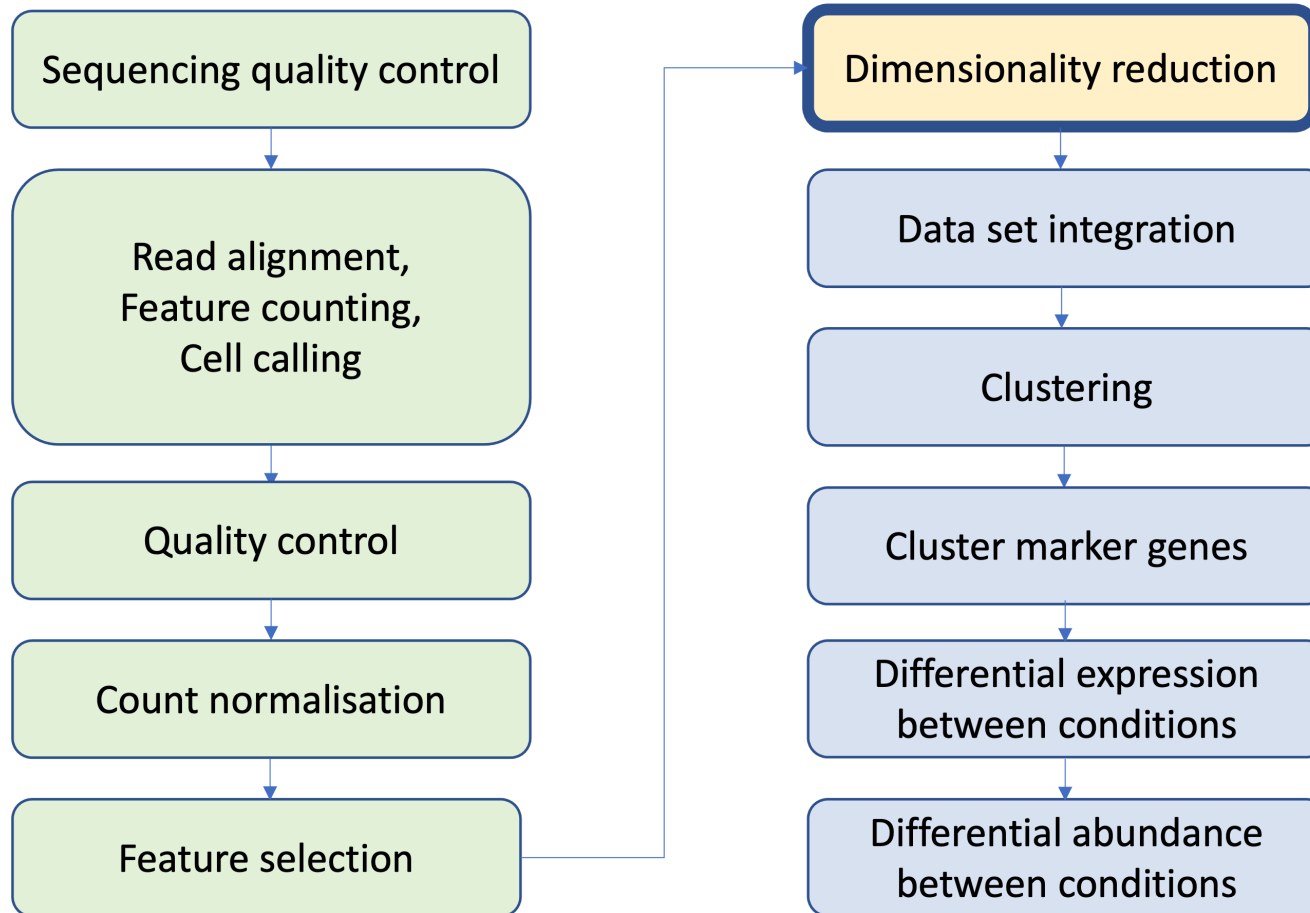 Sequencing quality control
Read alignment,
Feature counting,
Cell calling
Quality control
Count normalisation
Feature selection
Dimensionality reduction
Data set integration
Clustering
Cluster marker genes
Differential expression
between conditions
Differential abundance
between conditions